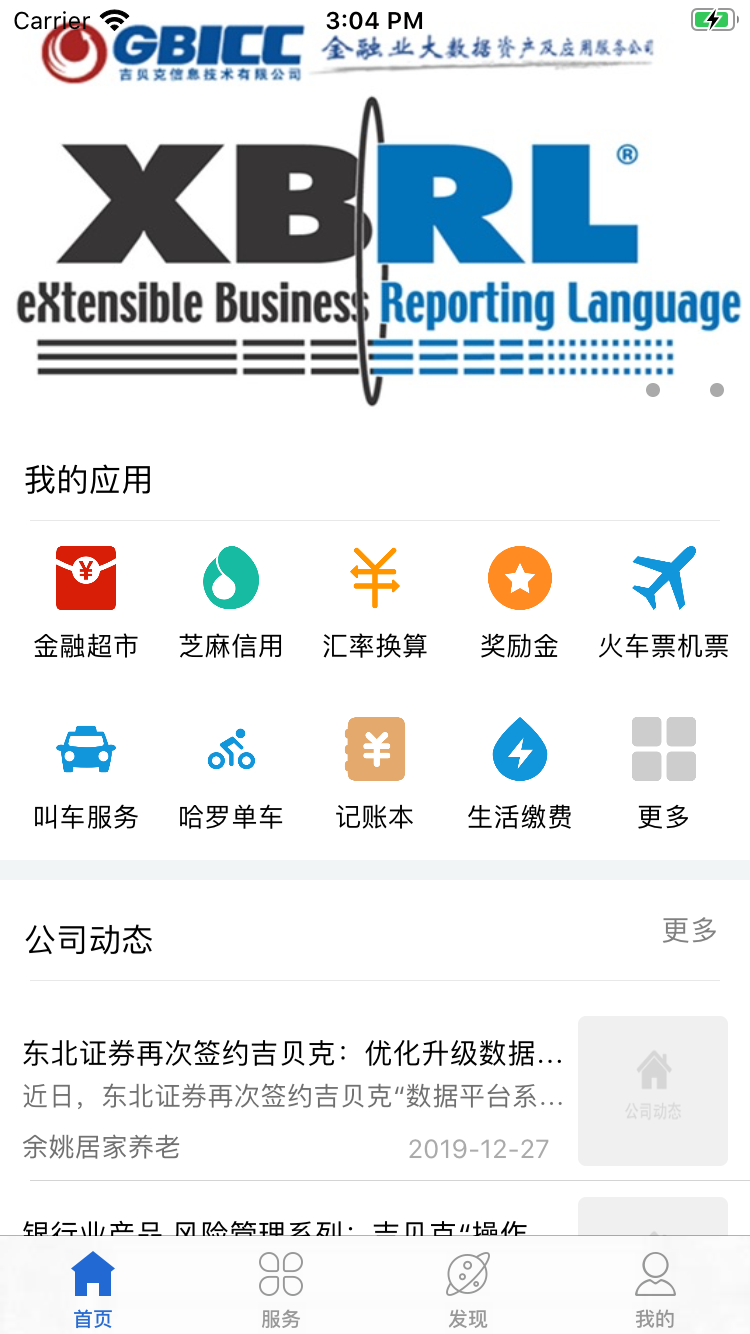 Carrier 3:04 PM
GBICC
吉贝克信息技术有限公司
金融业大数据资产及应用服务公司
XBRL®
eXtensible Business Reporting Language
我的应用
金融超市 芝麻信用 汇率换算 奖励金 火车票机票
叫车服务 哈罗单车 记账本 生活缴费 更多
公司动态 更多
东北证券再次签约吉贝克：优化升级数据...
近日，东北证券再次签约吉贝克“数据平台系...
余姚居家养老 2019-12-27
公司动态
银行业产品 风险管理系列：吉贝克“操作
首页 服务 发现 我的